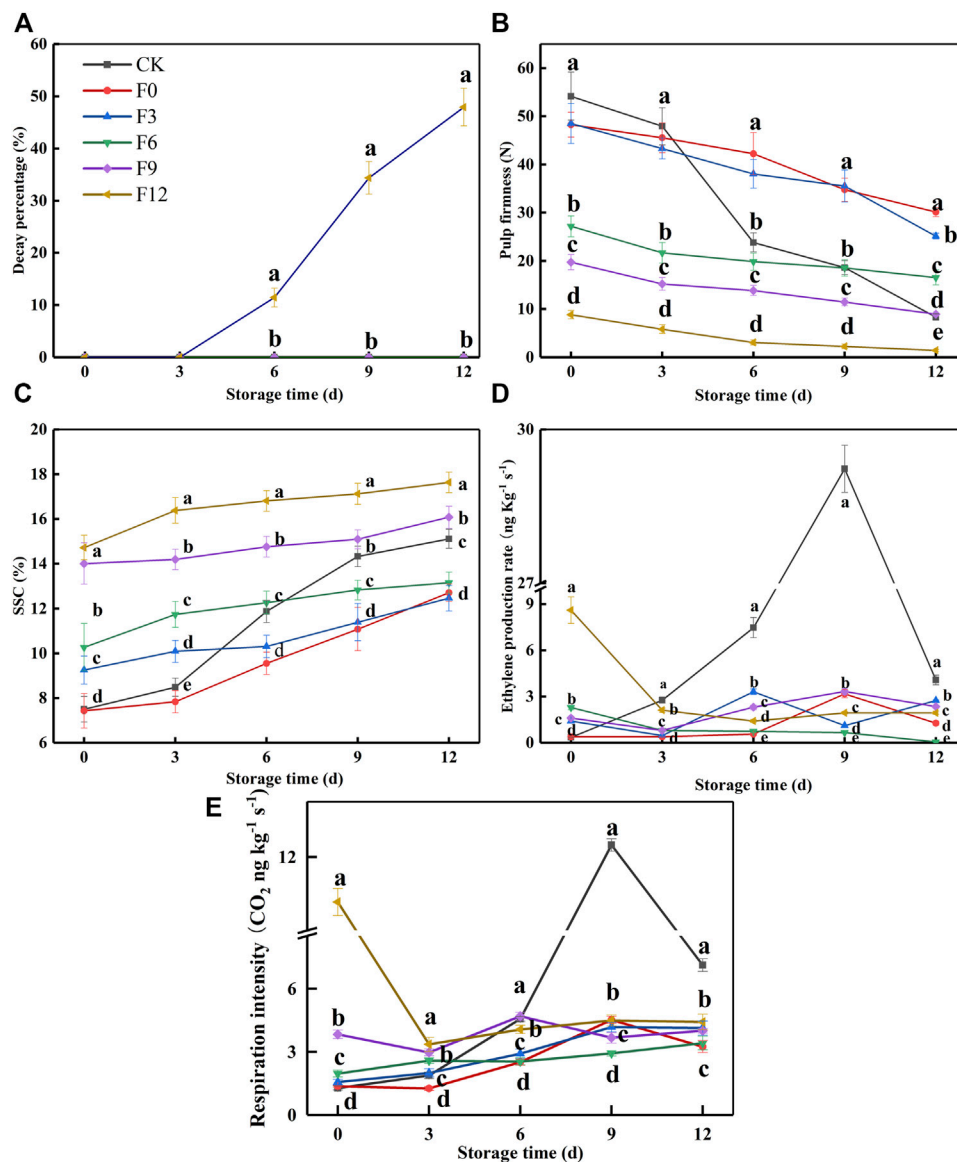 A
60
50
40
30
20
10
0
CK
F0
F3
F6
F9
F12
a
a
a
b b b
0 3 6 9 12
Decay percentage (%)
Storage time (d)
B
60
50
40
30
20
10
0
a a a a a
b b b b b
c c c c c
d d d d d
e
0 3 6 9 12
Pulp firmness (N)
Storage time (d)
C
20
18
16
14
12
10
8
6
a a a a a
b b b b b
c c c c c
d d d d d
e
0 3 6 9 12
SSC (%)
Storage time (d)
D
30
27
9
6
3
0
a a a a a
b b b b b
c c c c c
d d d d d
e e e
0 3 6 9 12
Ethylene production rate (ng Kg⁻¹ s⁻¹)
Storage time (d)
E
12
6
3
0
a a a a a
b b b b b
c c c c
d d d d
0 3 6 9 12
Respiration intensity (CO₂ ng kg⁻¹ s⁻¹)
Storage time (d)